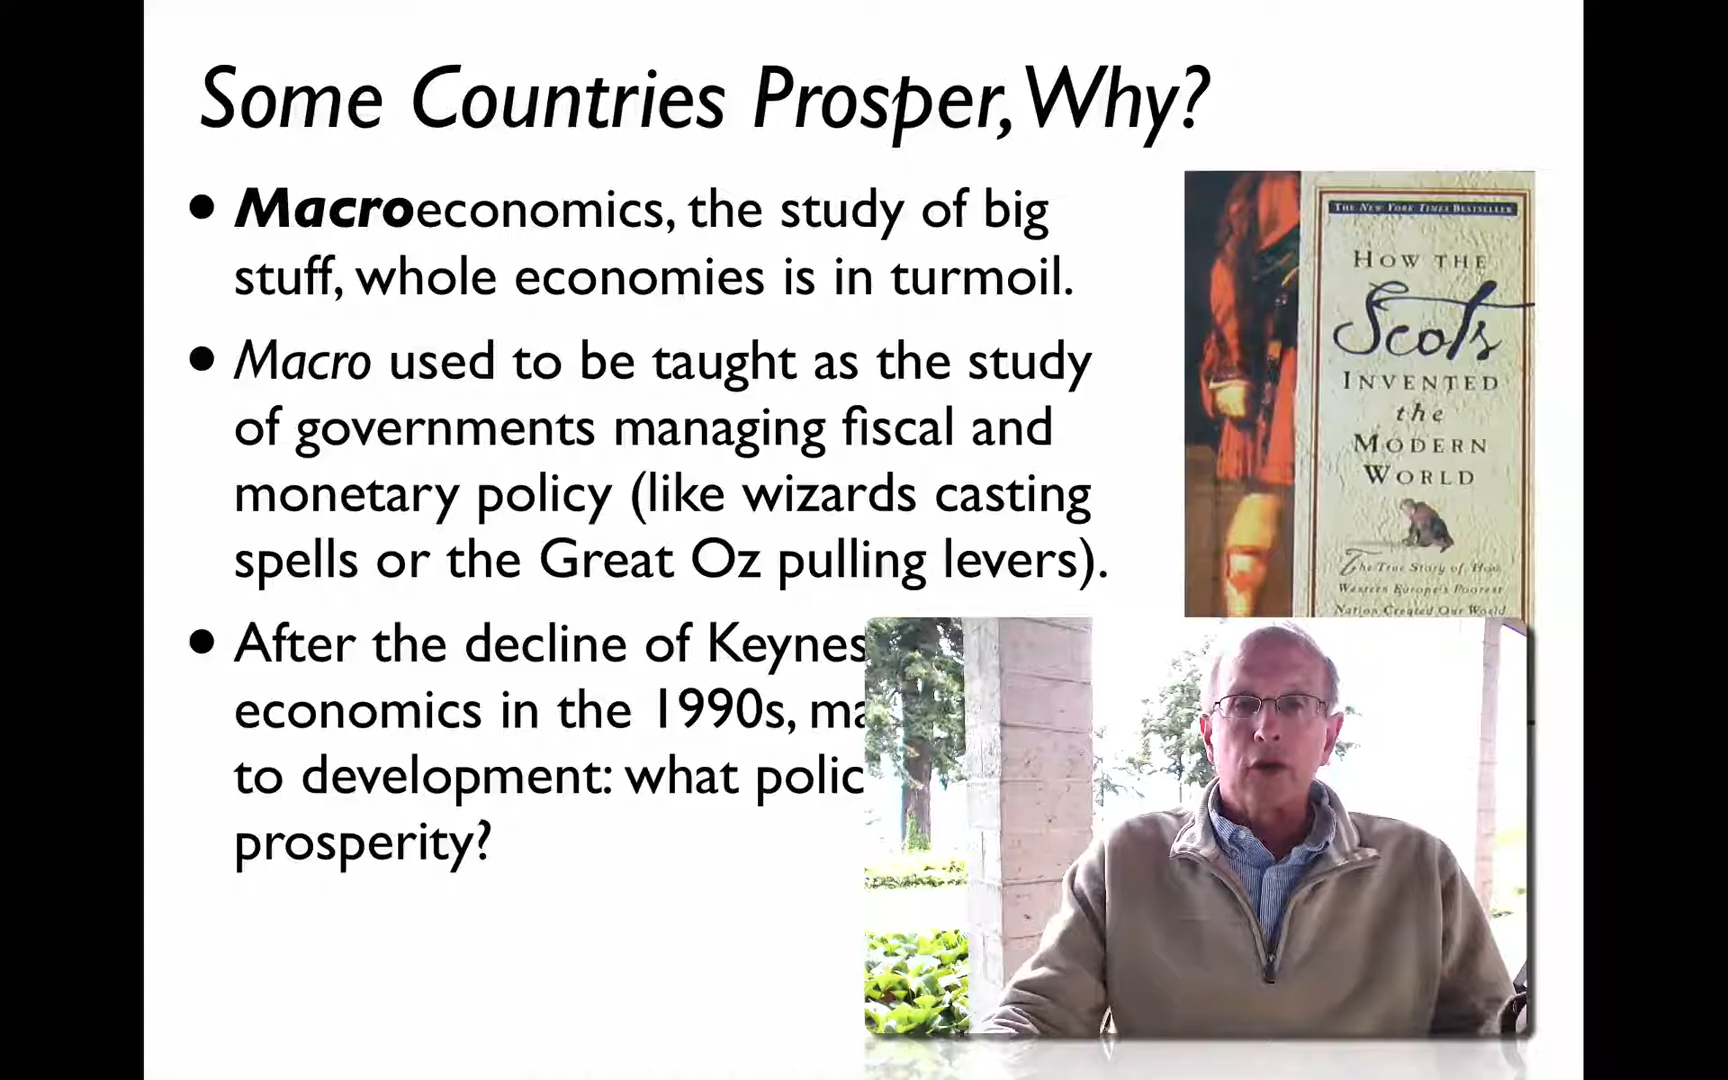 Some Countries Prosper, Why?
• Macroeconomics, the study of big
stuff, whole economies is in turmoil.
• Macro used to be taught as the study
of governments managing fiscal and
monetary policy (like wizards casting
spells or the Great Oz pulling levers).
• After the decline of Keynes
economics in the 1990s, ma
to development: what polic
prosperity?
THE NEW YORK TIMES BESTSELLER
HOW THE
Scots
INVENTED
the
MODERN
WORLD
The True Story of How
Western Europe's Poorest
Nation Created Our World